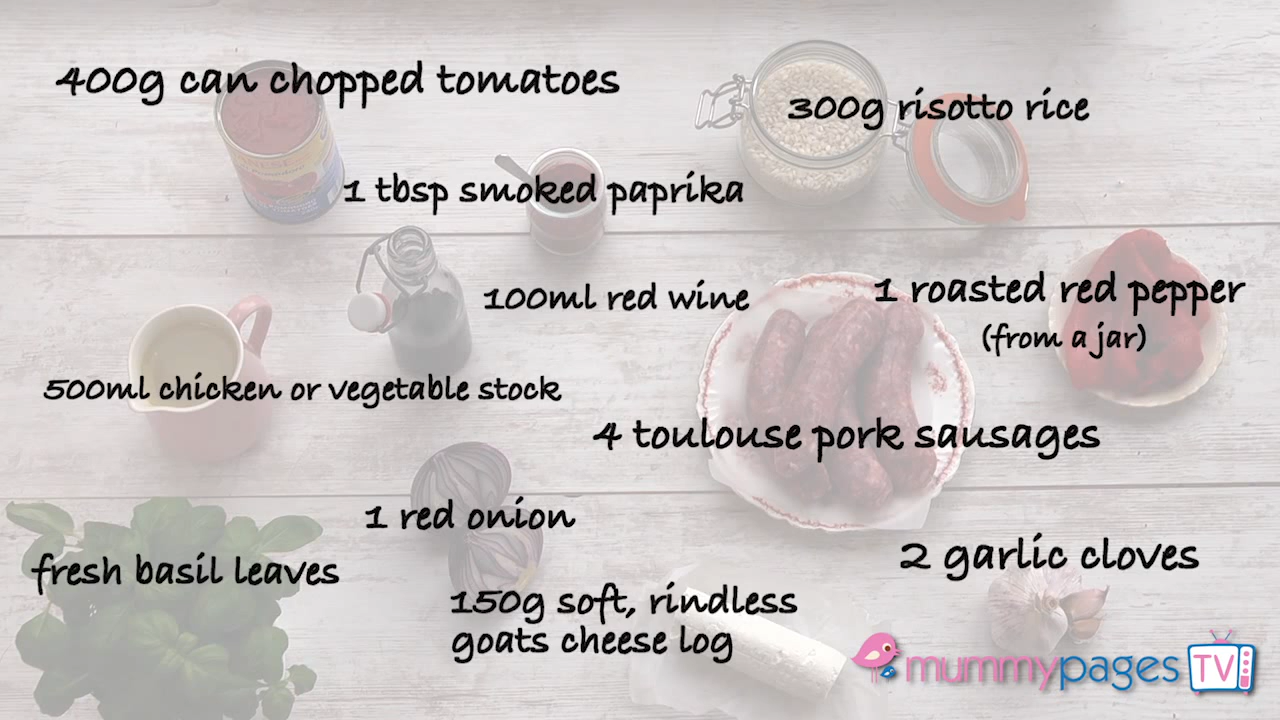 400g can chopped tomatoes
300g risotto rice
1 tbsp smoked paprika
100ml red wine
1 roasted red pepper
(from a jar)
500ml chicken or vegetable stock
4 toulouse pork sausages
1 red onion
2 garlic cloves
fresh basil leaves
150g soft, rindless
goats cheese log
mummypages TV